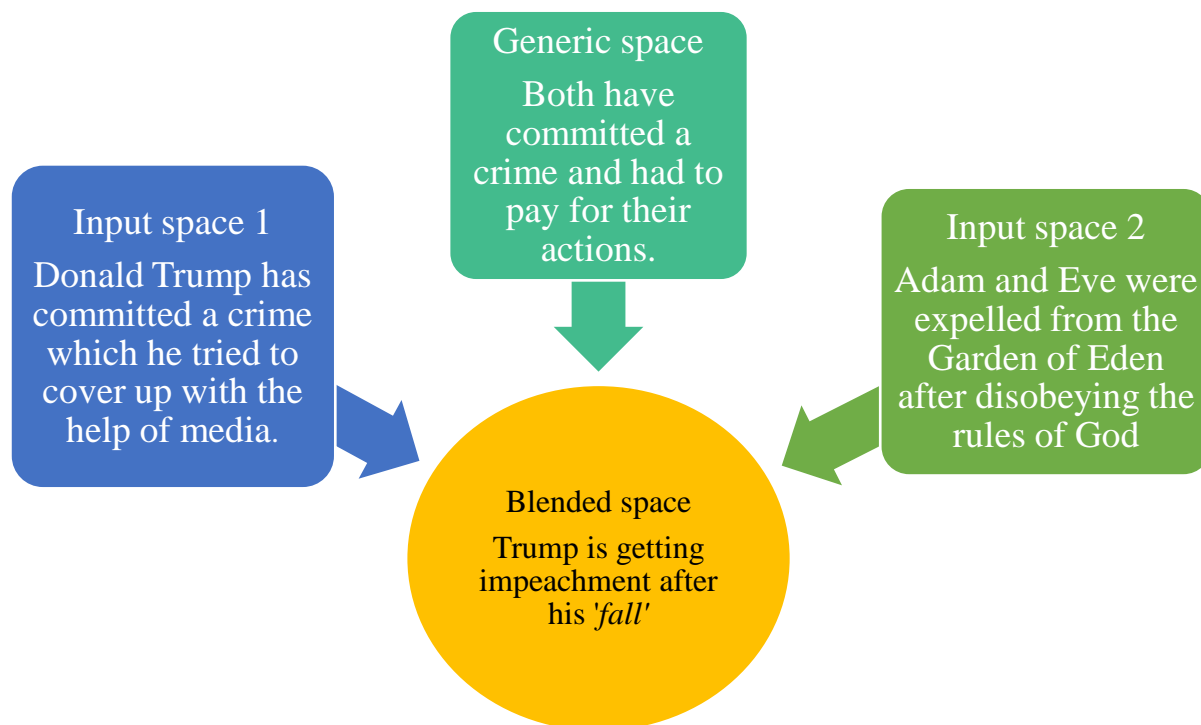 Generic space
Both have
committed a
crime and had to
pay for their
actions.
Input space 1
Donald Trump has
committed a crime
which he tried to
cover up with the
help of media.
Input space 2
Adam and Eve were
expelled from the
Garden of Eden
after disobeying the
rules of God
Blended space
Trump is getting
impeachment after
his 'fall'